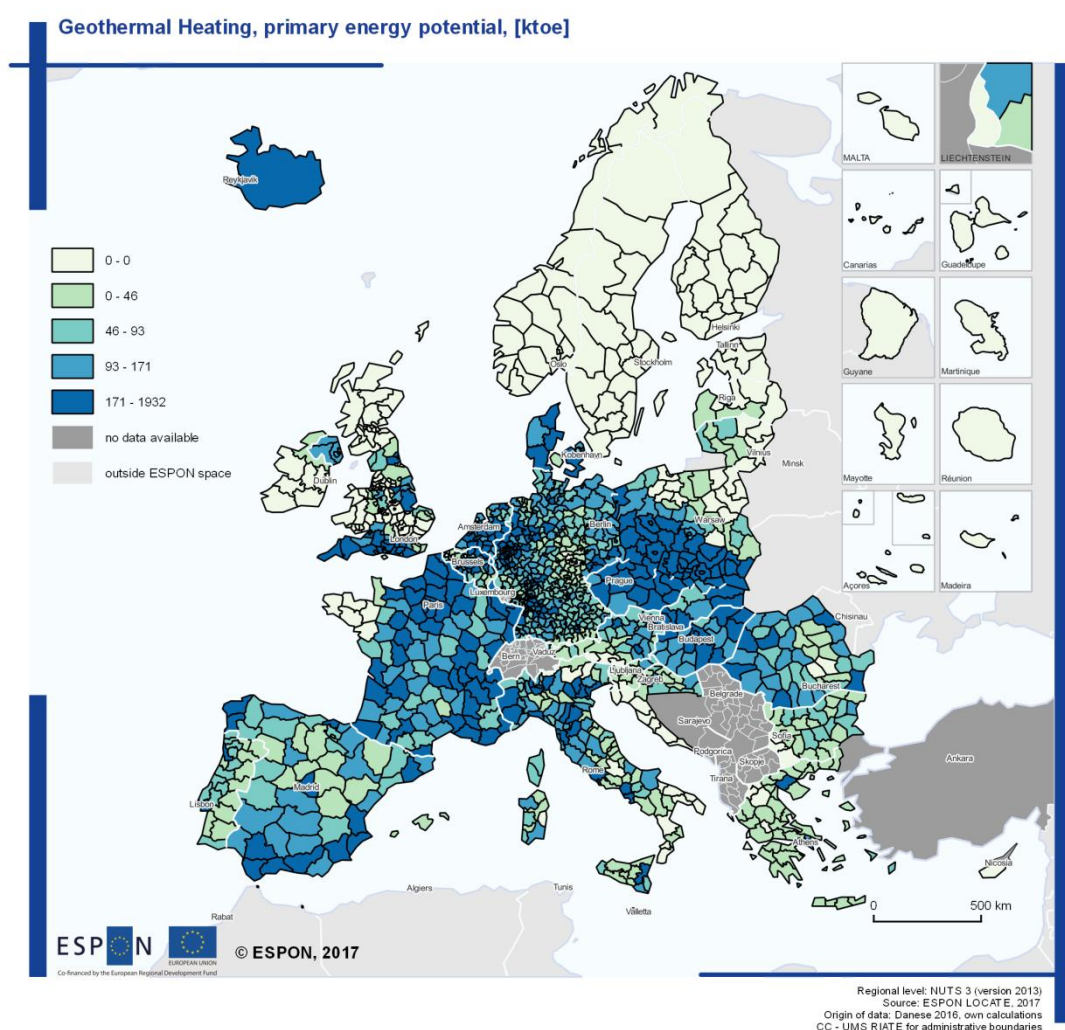 Geothermal Heating, primary energy potential, [ktoe]
MALTA
LIECHTENSTEIN
Reykjavik
Canarias
Guadeloupe
0 - 0
0 - 46
46 - 93
93 - 171
171 - 1932
no data available
outside ESPON space
Helsinki
Tallinn
Oslo
Stockholm
Guyane
Martinique
Riga
Kobenhavn
Vilnius
Minsk
Dublin
Mayotte
Réunion
Amsterdam
Berlin
Warsaw
London
Brussels
Prague
Açores
Madeira
Luxembourg
Paris
Vienna
Bratislava
Chisinau
Budapest
Bern
Vaduz
Ljubljana
Zagreb
Bucharest
Belgrade
Sarajevo
Sofia
Podgorica
Skopje
Ankara
Rome
Tirana
Madrid
Lisbon
Athens
Nicosia
Algiers
Tunis
Rabat
Valletta
0 500 km
ESPON
EUROPEAN UNION
© ESPON, 2017
Co-financed by the European Regional Development Fund
Regional level: NUTS 3 (version 2013)
Source: ESPON LOCATE, 2017
Origin of data: Danese 2016, own calculations
CC - UMS RIATE for administrative boundaries